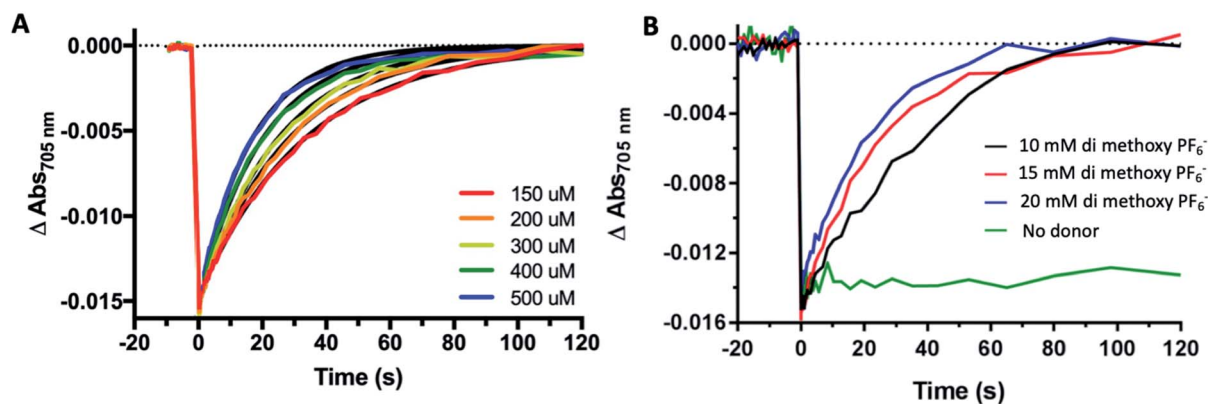 A
0.000
-0.005
-0.010
-0.015
Δ Abs705 nm
150 uM
200 uM
300 uM
400 uM
500 uM
-20 0 20 40 60 80 100 120
Time (s)
B
0.000
-0.004
-0.008
-0.012
-0.016
Δ Abs705 nm
10 mM di methoxy PF6-
15 mM di methoxy PF6-
20 mM di methoxy PF6-
No donor
-20 0 20 40 60 80 100 120
Time (s)